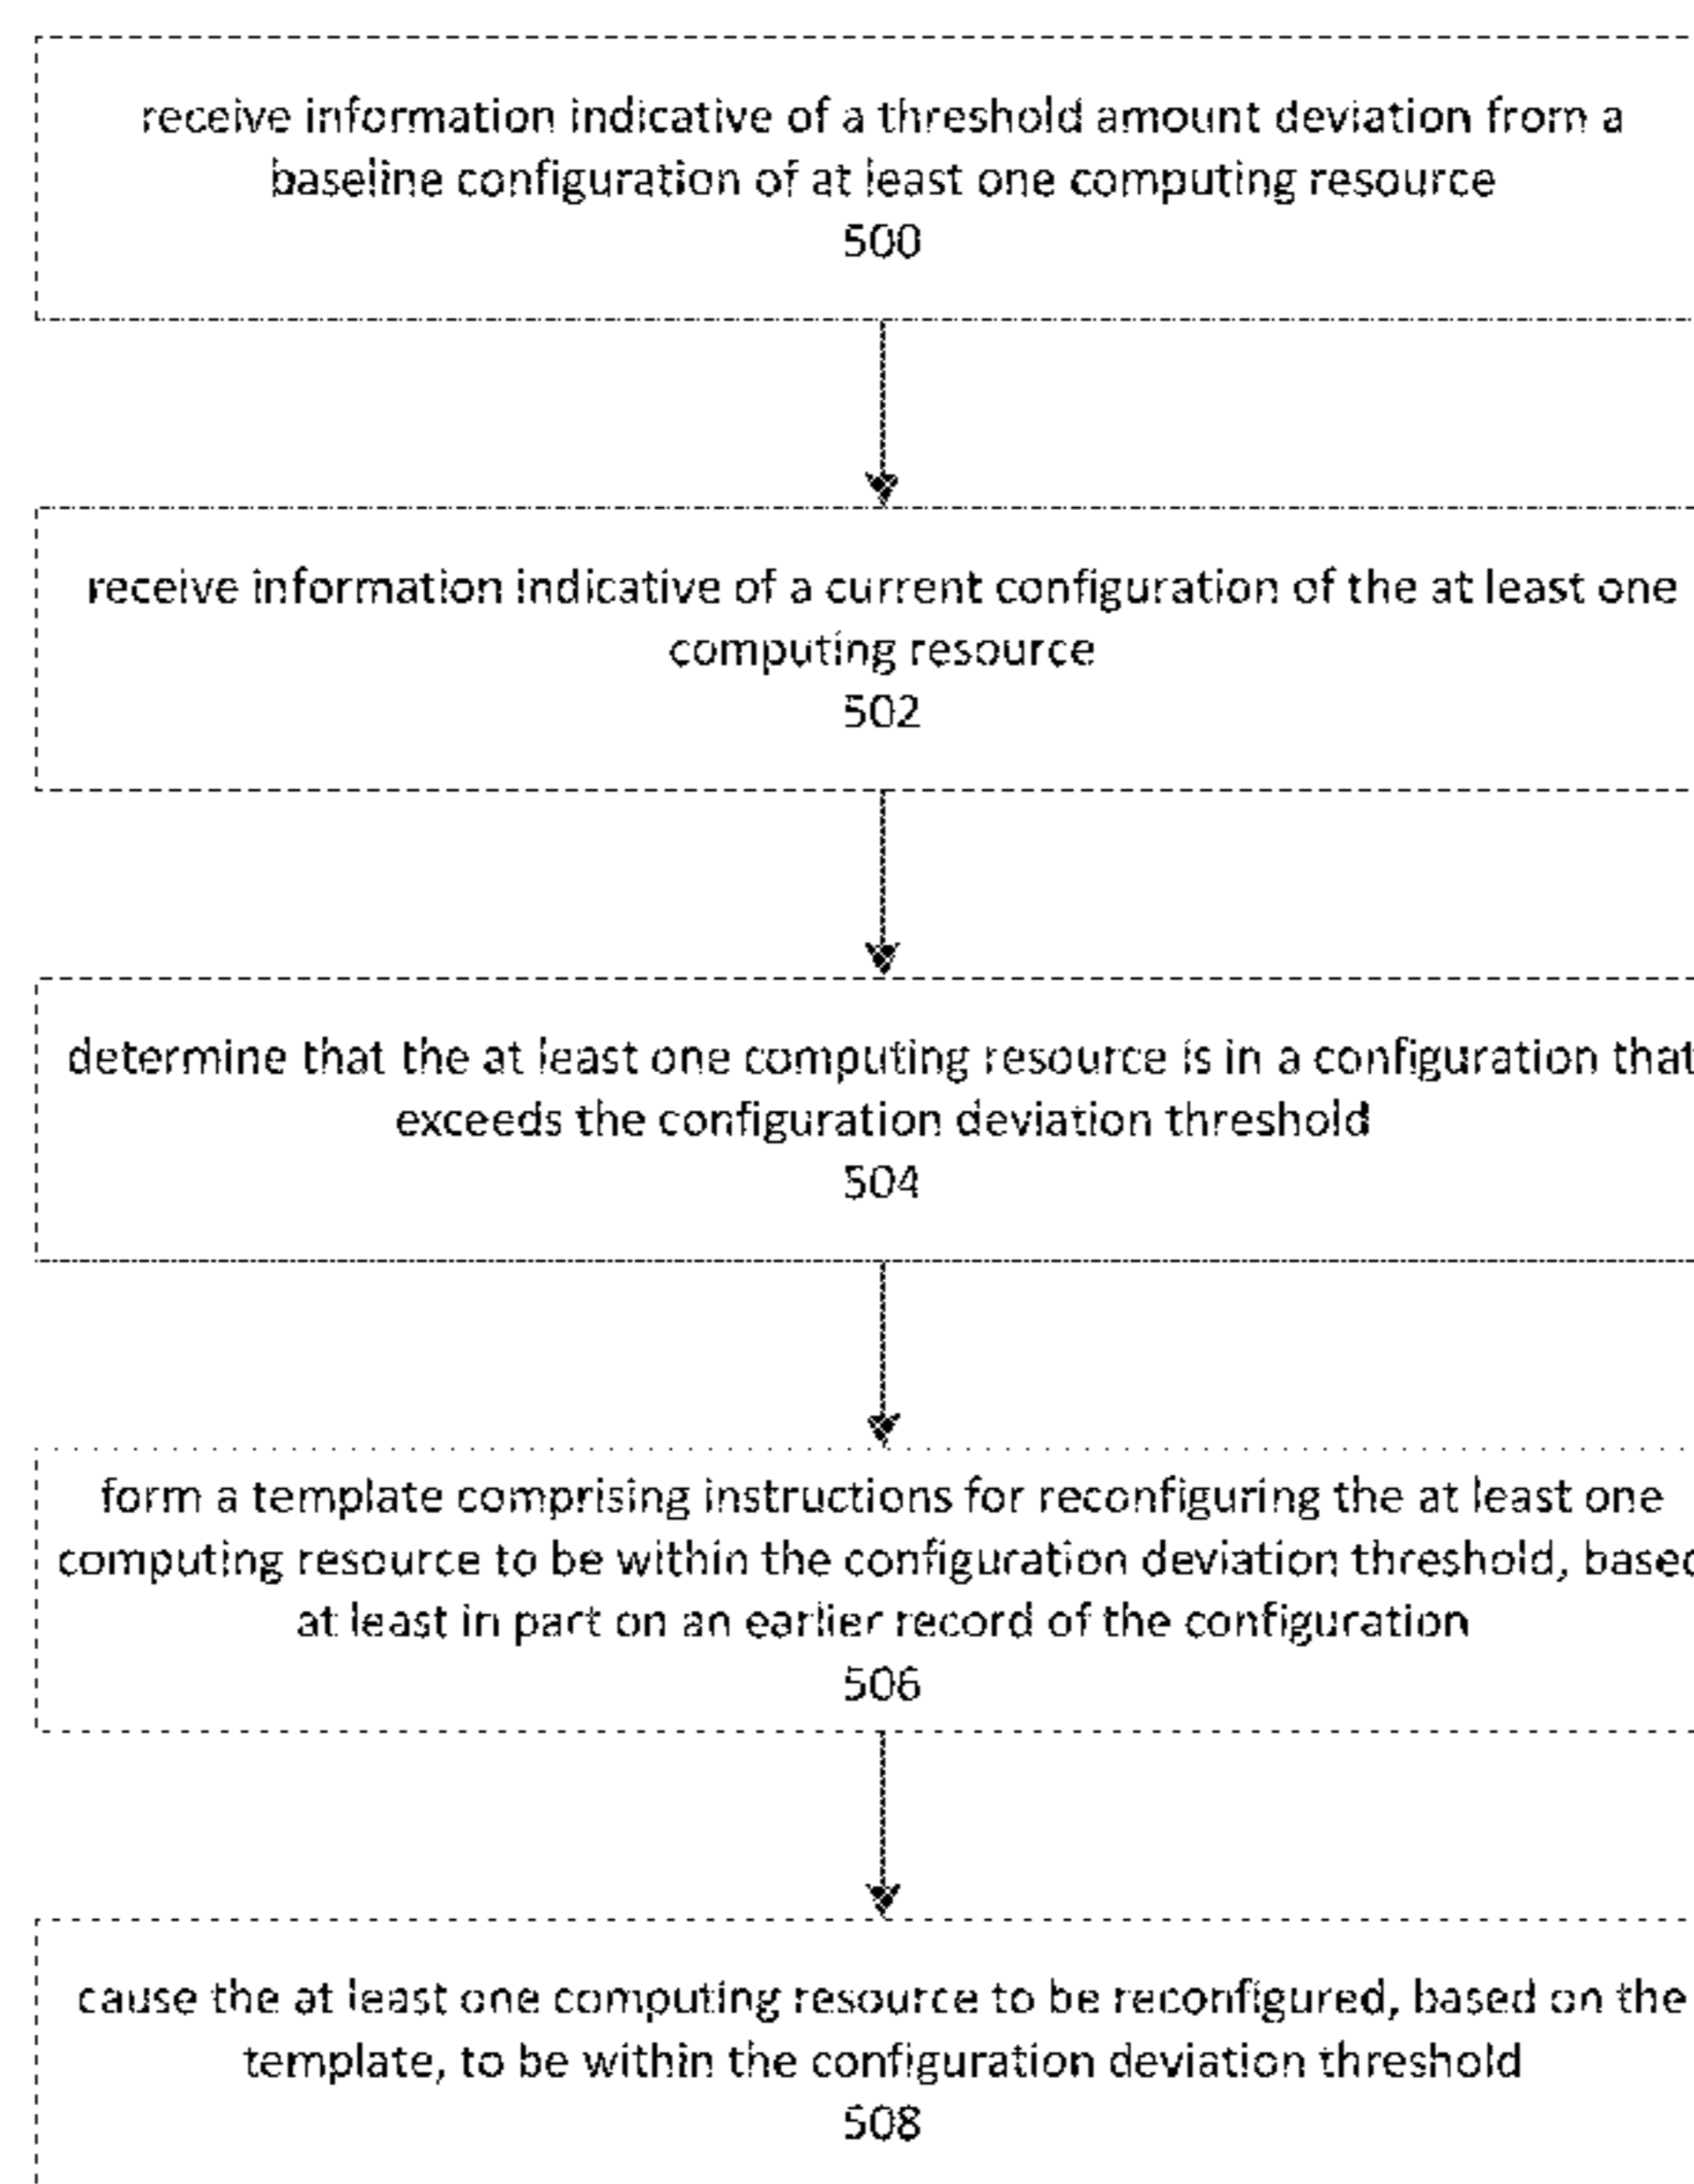 receive information indicative of a threshold amount deviation from a
baseline configuration of at least one computing resource
500
receive information indicative of a current configuration of the at least one
computing resource
502
determine that the at least one computing resource is in a configuration that
exceeds the configuration deviation threshold
504
form a template comprising instructions for reconfiguring the at least one
computing resource to be within the configuration deviation threshold, based
at least in part on an earlier record of the configuration
506
cause the at least one computing resource to be reconfigured, based on the
template, to be within the configuration deviation threshold
508